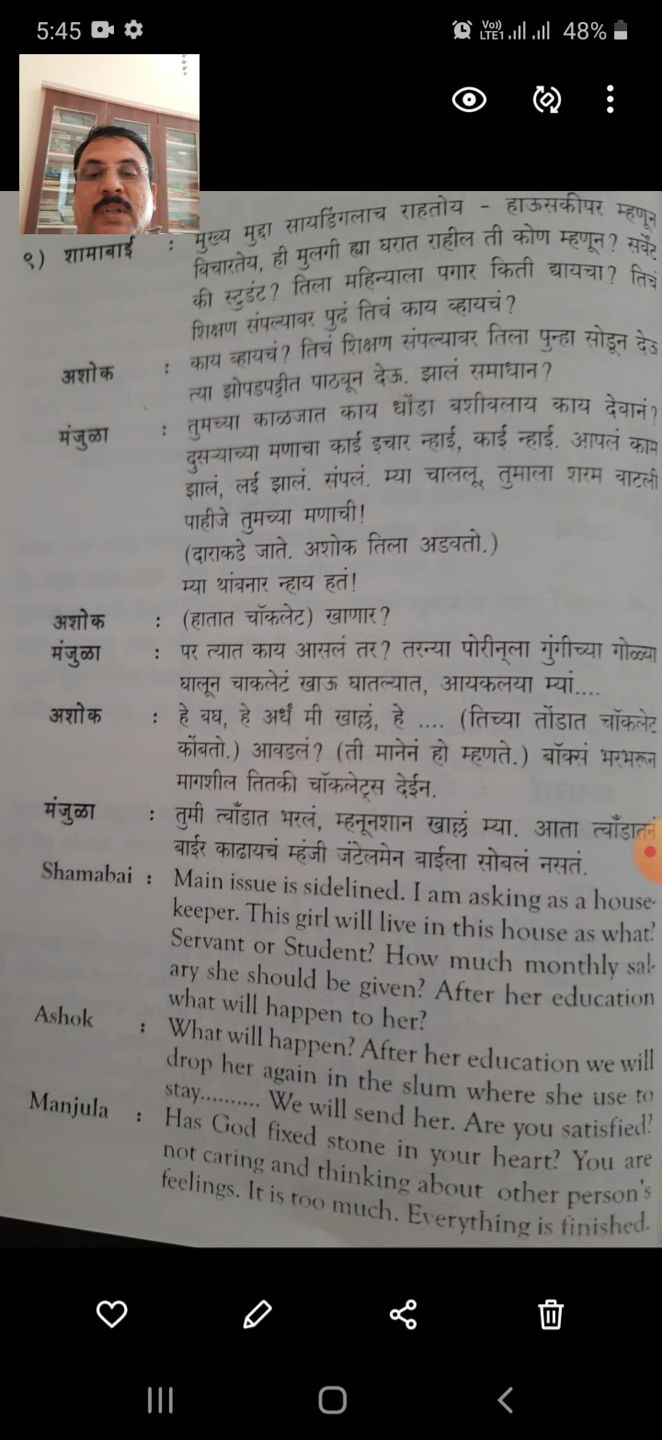 5:45
Vo)) LTE1 48%
९) शामाबाई : मुख्य मुद्दा सायडिंगलाच राहतोय - हाऊसकीपर म्हणून
विचारतेय, ही मुलगी ह्या घरात राहील ती कोण म्हणून? सर्वंट
की स्टुडंट? तिला महिन्याला पगार किती द्यायचा? तिचं
शिक्षण संपल्यावर पुढं तिचं काय व्हायचं?
अशोक : काय व्हायचं? तिचं शिक्षण संपल्यावर तिला पुन्हा सोडून देउ
त्या झोपडपट्टीत पाठवून देऊ. झालं समाधान?
मंजुळा : तुमच्या काळजात काय धोंडा बशीवलाय काय देवानं?
दुसऱ्याच्या मणाचा काई इचार न्हाई, काई न्हाई. आपलं काम
झालं, लई झालं. संपलं. म्या चाललू, तुमाला शरम वाटली
पाहीजे तुमच्या मणाची!
(दाराकडे जाते. अशोक तिला अडवतो.)
म्या थांबनार न्हाय हतं!
अशोक : (हातात चॉकलेट) खाणार?
मंजुळा : पर त्यात काय आसलं तर? तरन्या पोरीन्‌ला गुंगीच्या गोळ्या
घालून चाकलेटं खाऊ घातल्यात, आयकलया म्यां....
अशोक : हे बघ, हे अर्धं मी खाल्लं, हे .... (तिच्या तोंडात चॉकलेट
कोंबतो.) आवडलं? (ती मानेनं हो म्हणते.) बॉक्सं भरभरून
मागशील तितकी चॉकलेट्स देईन.
मंजुळा : तुमी त्वाँडात भरलं, म्हनूनशान खाल्लं म्या. आता त्वाँडातनं
बाईर काढायचं म्हंजी जंटेलमेन बाईला सोबलं नसतं.
Shamabai : Main issue is sidelined. I am asking as a house-
keeper. This girl will live in this house as what?
Servant or Student? How much monthly sal-
ary she should be given? After her education
what will happen to her?
Ashok : What will happen? After her education we will
drop her again in the slum where she use to
stay.......... We will send her. Are you satisfied?
Manjula : Has God fixed stone in your heart? You are
not caring and thinking about other person's
feelings. It is too much. Everything is finished.